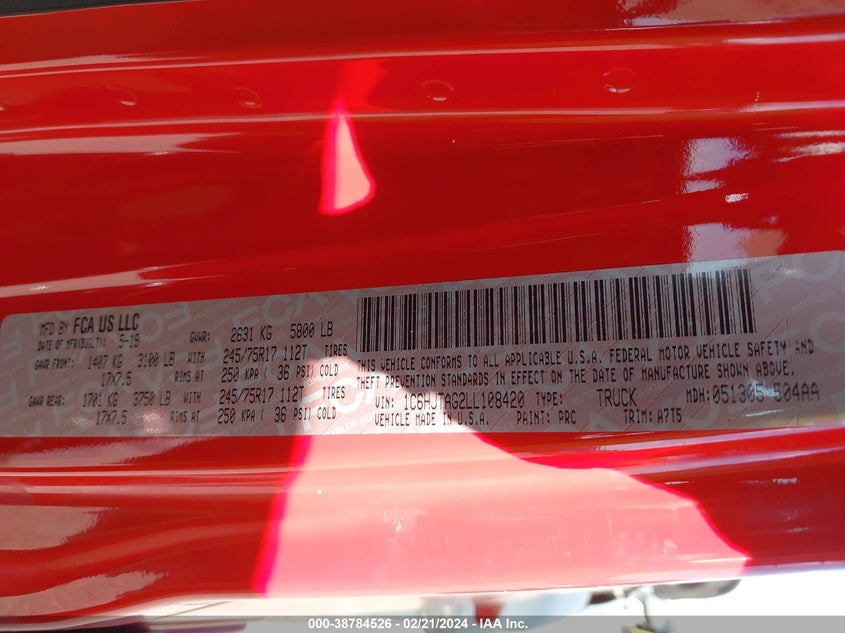 MFD BY FCA US LLC
DATE OF MFR(BUILT): 5-19 GVWR: 2631 KG 5800 LB
GAWR FRONT: 1407 KG 3100 LB WITH 245/75R17 112T TIRES
17X7.5 RIMS AT 250 KPA ( 36 PSI) COLD
GAWR REAR: 1701 KG 3750 LB WITH 245/75R17 112T TIRES
17X7.5 RIMS AT 250 KPA ( 36 PSI) COLD
THIS VEHICLE CONFORMS TO ALL APPLICABLE U.S.A. FEDERAL MOTOR VEHICLE SAFETY AND
THEFT PREVENTION STANDARDS IN EFFECT ON THE DATE OF MANUFACTURE SHOWN ABOVE.
VIN: 1C6HJTAG2LL108420 TYPE: TRUCK MDH: 051305 504AA
VEHICLE MADE IN U.S.A. PAINT: PRC TRIM: A7T5
000-38784526 - 02/21/2024 - IAA Inc.